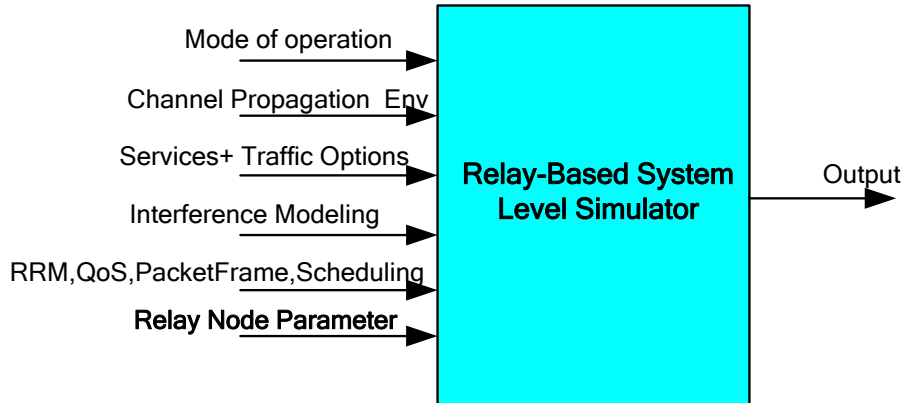 Mode of operation
Channel Propagation Env
Services+ Traffic Options
Interference Modeling
RRM,QoS,PacketFrame,Scheduling
Relay Node Parameter
Relay-Based System
Level Simulator
Output